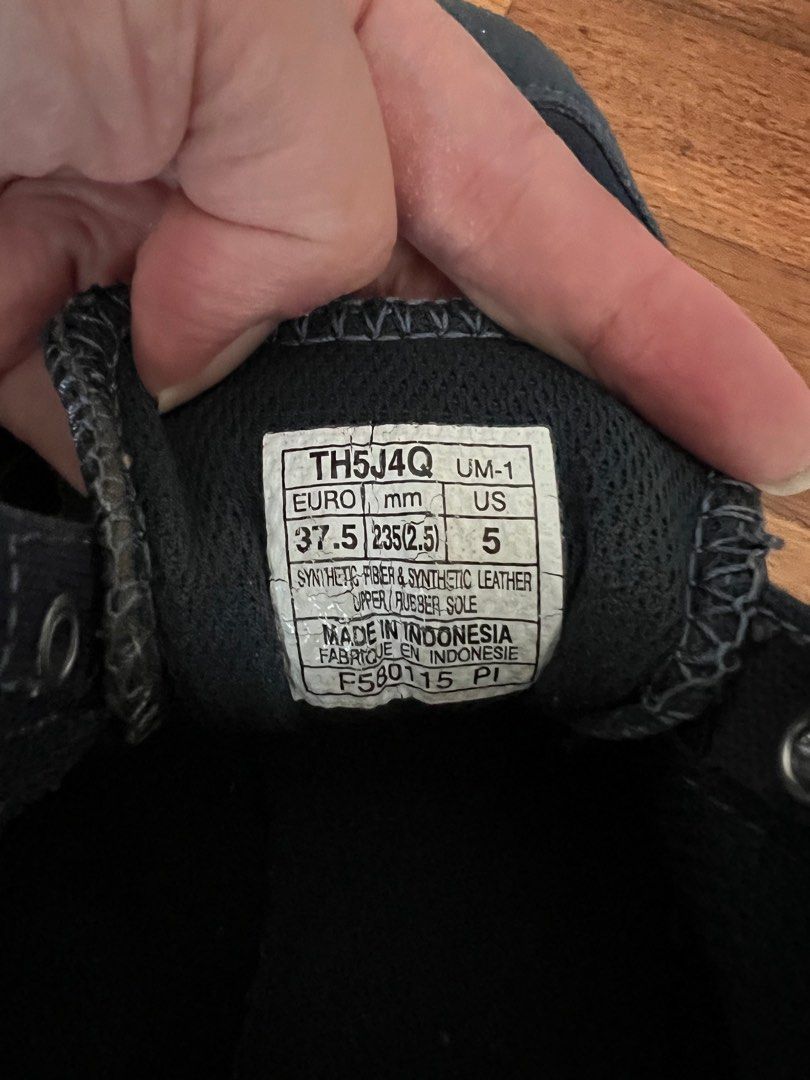 TH5J4Q UM-1
EURO mm US
37.5 235(2.5) 5
SYNTHETIC FIBER & SYNTHETIC LEATHER
UPPER / RUBBER SOLE
MADE IN INDONESIA
FABRIQUE EN INDONESIE
F580115 PI